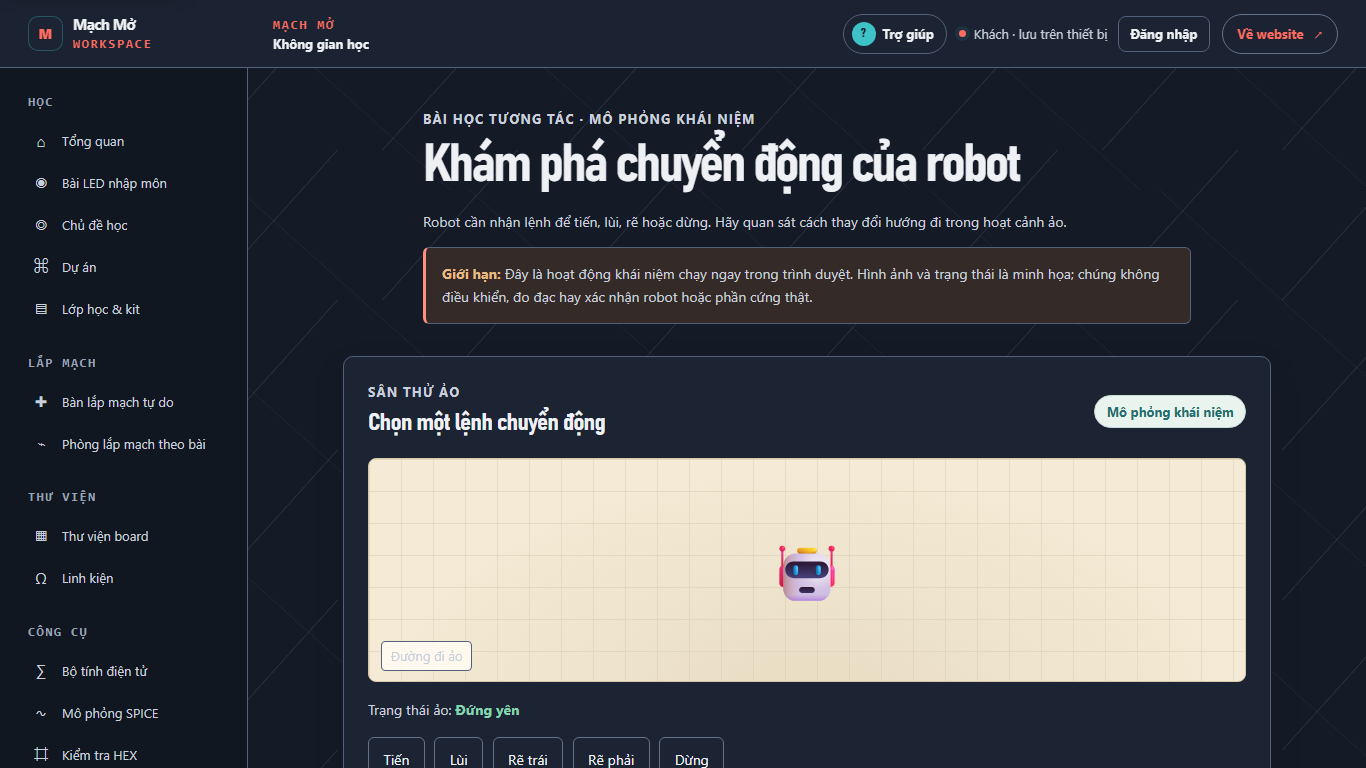 M
Mạch Mở
WORKSPACE
MẠCH MỞ
Không gian học
? Trợ giúp
Khách · lưu trên thiết bị
Đăng nhập
Về website ↗
HỌC
Tổng quan
Bài LED nhập môn
Chủ đề học
Dự án
Lớp học & kit
LẮP MẠCH
Bàn lắp mạch tự do
Phòng lắp mạch theo bài
THƯ VIỆN
Thư viện board
Linh kiện
CÔNG CỤ
Bộ tính điện tử
Mô phỏng SPICE
Kiểm tra HEX
BÀI HỌC TƯƠNG TÁC · MÔ PHỎNG KHÁI NIỆM
Khám phá chuyển động của robot
Robot cần nhận lệnh để tiến, lùi, rẽ hoặc dừng. Hãy quan sát cách thay đổi hướng đi trong hoạt cảnh ảo.
Giới hạn: Đây là hoạt động khái niệm chạy ngay trong trình duyệt. Hình ảnh và trạng thái là minh họa; chúng không
điều khiển, đo đạc hay xác nhận robot hoặc phần cứng thật.
SÂN THỬ ẢO
Chọn một lệnh chuyển động
Mô phỏng khái niệm
Đường đi ảo
Trạng thái ảo: Đứng yên
Tiến
Lùi
Rẽ trái
Rẽ phải
Dừng